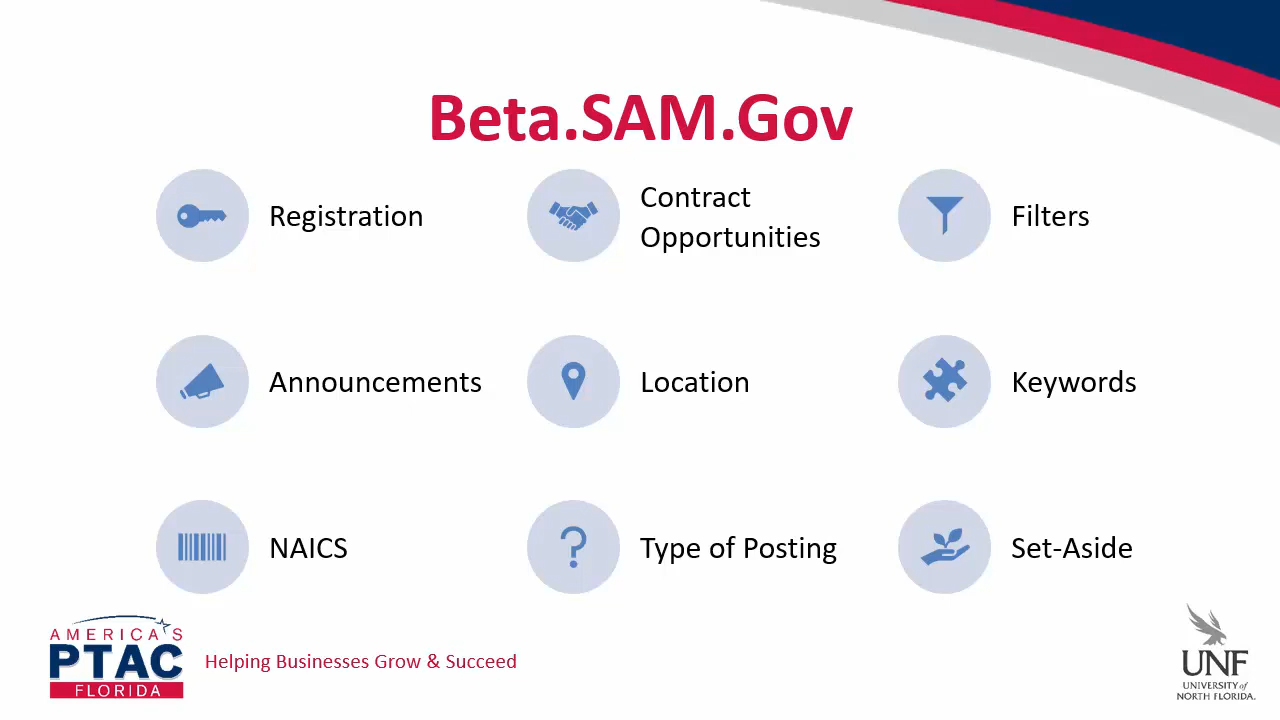 Beta.SAM.Gov
Registration
Contract
Opportunities
Filters
Announcements
Location
Keywords
NAICS
Type of Posting
Set-Aside
AMERICA'S
PTAC
FLORIDA
Helping Businesses Grow & Succeed
UNF
UNIVERSITY of
NORTH FLORIDA.